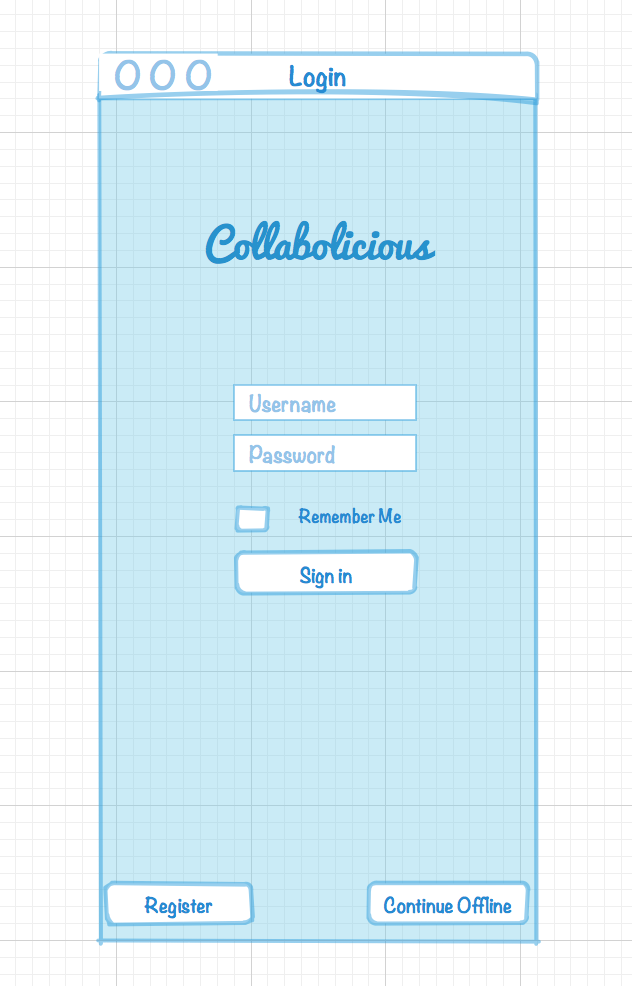 Login
Collabolicious
Username
Password
Remember Me
Sign in
Register
Continue Offline